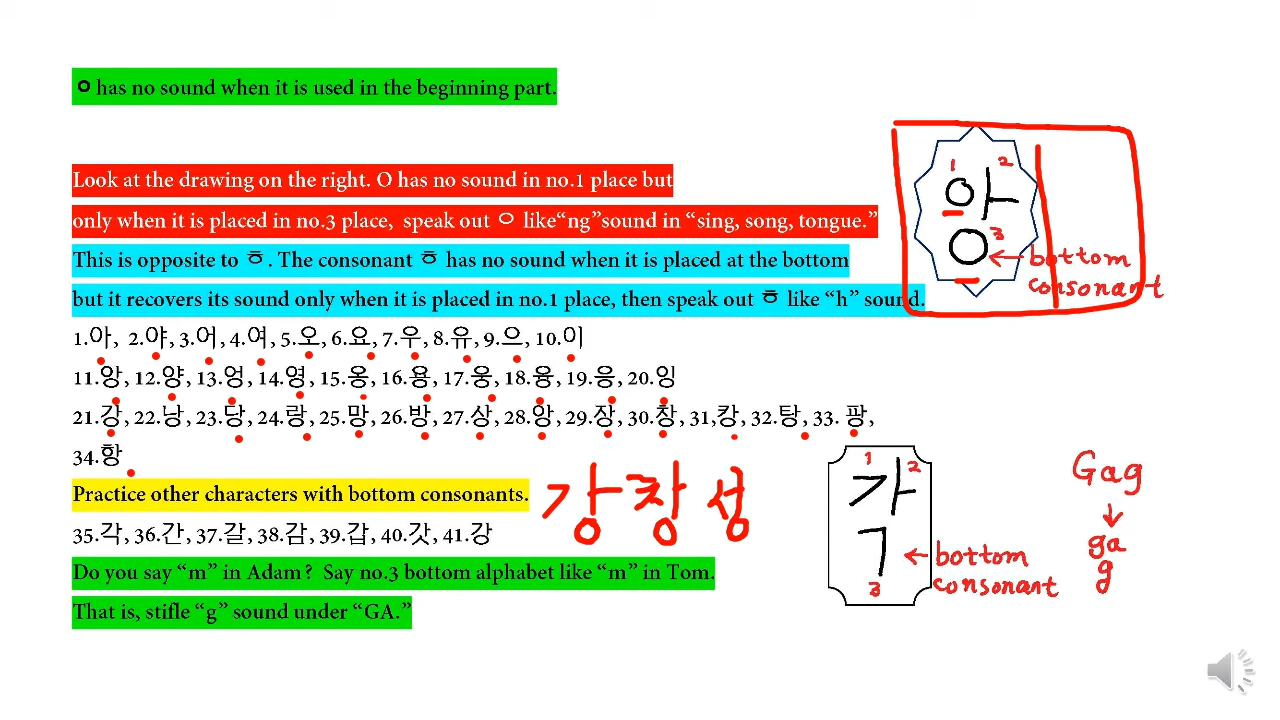 ㅇ has no sound when it is used in the beginning part.
Look at the drawing on the right. O has no sound in no.1 place but
only when it is placed in no.3 place, speak out ㅇ like“ng”sound in “sing, song, tongue.”
This is opposite to ㅎ. The consonant ㅎ has no sound when it is placed at the bottom
but it recovers its sound only when it is placed in no.1 place, then speak out ㅎ like “h” sound.
1.아, 2.야, 3.어, 4.여, 5.오, 6.요, 7.우, 8.유, 9.으, 10.이
11.앙, 12.양, 13.엉, 14.영, 15.옹, 16.용, 17.웅, 18.융, 19.응, 20.잉
21.강, 22.낭, 23.당, 24.랑, 25.망, 26.방, 27.상, 28.앙, 29.장, 30.창, 31,캉, 32.탕, 33. 팡,
34.항
Practice other characters with bottom consonants.
35.각, 36.간, 37.갈, 38.감, 39.갑, 40.갓, 41.강
Do you say “m” in Adam? Say no.3 bottom alphabet like “m” in Tom.
That is, stifle “g” sound under “GA.”
강창성
1 2
아
ㅇ 3
← bottom
consonant
1 2
가
ㄱ
3
← bottom
consonant
Gag
↓
ga
g